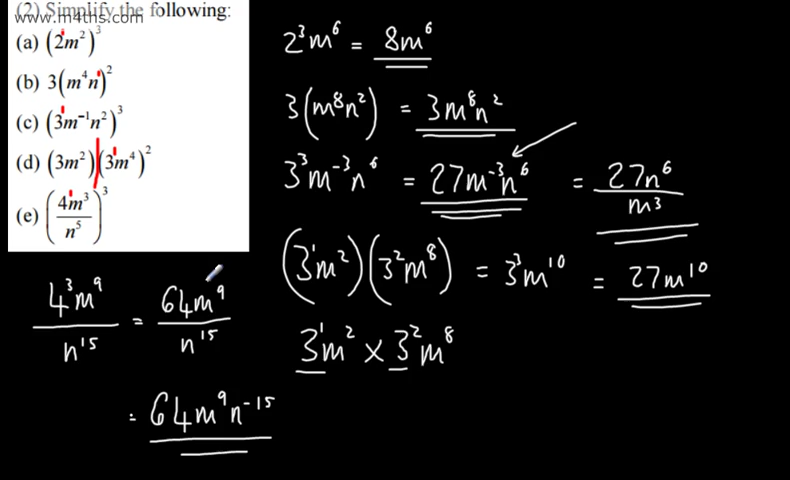 www.m4ths.com
(2) Simplify the following:
(a) (2m²)³
(b) 3(m⁴n)²
(c) (3m⁻¹n²)³
(d) (3m²)(3m⁴)²
(e) (4m³/n⁵)³
2³m⁶ = 8m⁶
3(m⁸n²) = 3m⁸n²
3³m⁻³n⁶ = 27m⁻³n⁶ = 27n⁶/m³
(3¹m²)(3²m⁸) = 3³m¹⁰ = 27m¹⁰
3¹m² × 3²m⁸
4³m⁹/n¹⁵ = 64m⁹/n¹⁵
= 64m⁹n⁻¹⁵